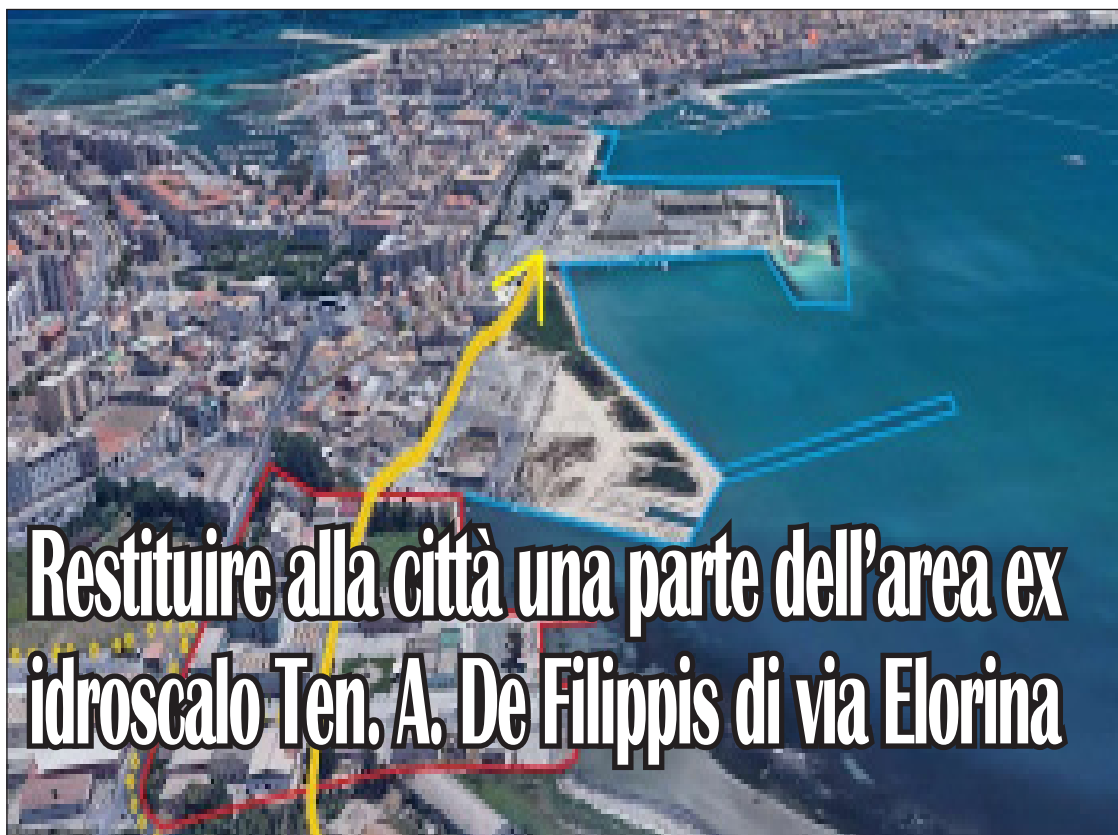 Restituire alla città una parte dell’area ex
idroscalo Ten. A. De Filippis di via Elorina